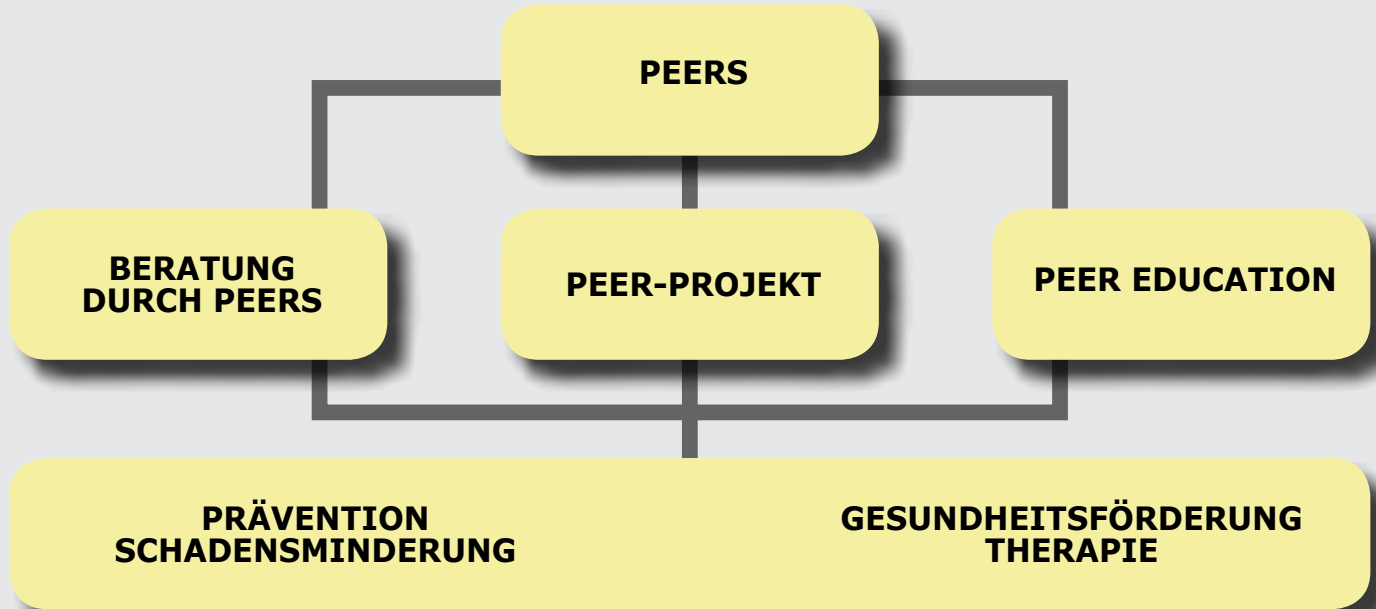 PEERS
BERATUNG
DURCH PEERS
PEER-PROJEKT
PEER EDUCATION
PRÄVENTION
SCHADENSMINDERUNG
GESUNDHEITSFÖRDERUNG
THERAPIE